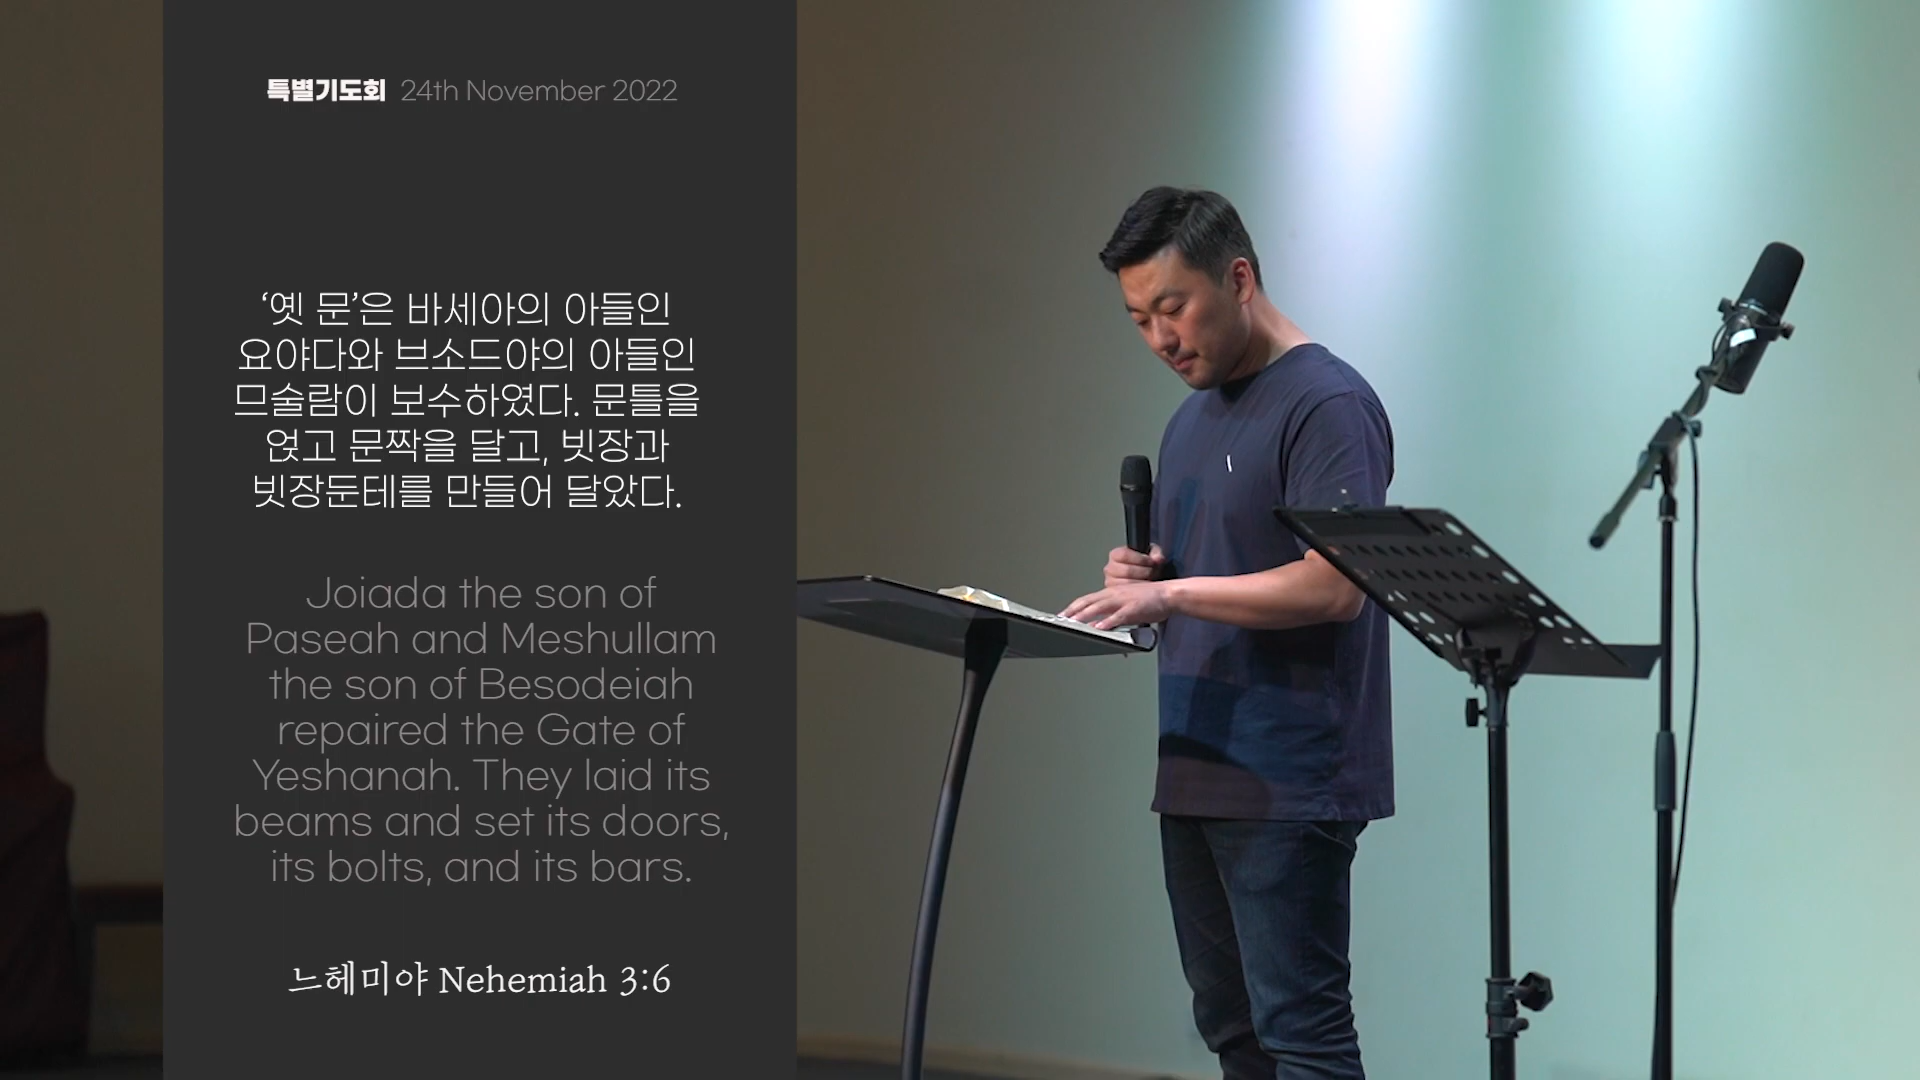 특별기도회 24th November 2022
‘옛 문’은 바세아의 아들인
요야다와 브소드야의 아들인
므술람이 보수하였다. 문틀을
얹고 문짝을 달고, 빗장과
빗장둔테를 만들어 달았다.
Joiada the son of
Paseah and Meshullam
the son of Besodeiah
repaired the Gate of
Yeshanah. They laid its
beams and set its doors,
its bolts, and its bars.
느헤미야 Nehemiah 3:6